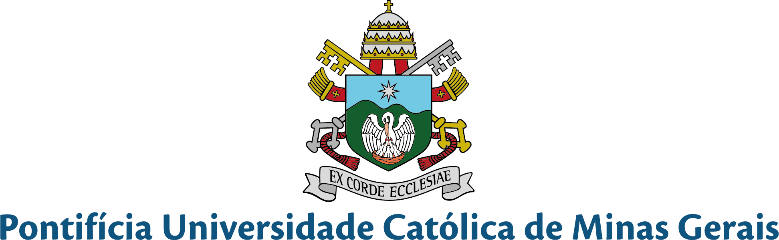 EX CORDE ECCLESIAE
Pontifícia Universidade Católica de Minas Gerais